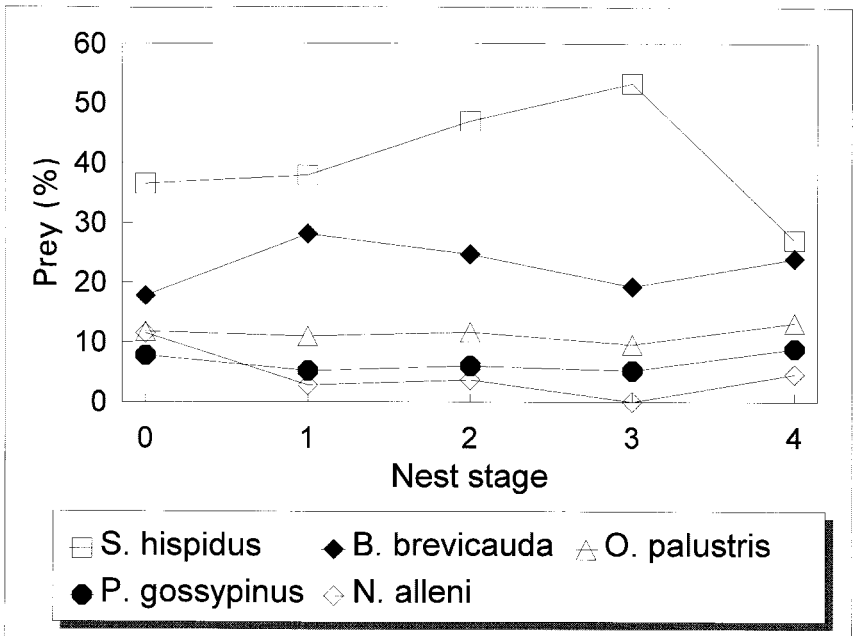 60
50
40
30
20
10
0
Prey (%)
0 1 2 3 4
Nest stage
S. hispidus B. brevicauda O. palustris
P. gossypinus N. alleni